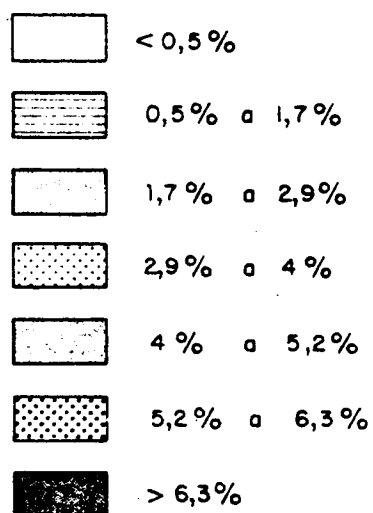 < 0,5%
0,5% a 1,7%
1,7% a 2,9%
2,9% a 4%
4% a 5,2%
5,2% a 6,3%
> 6,3%